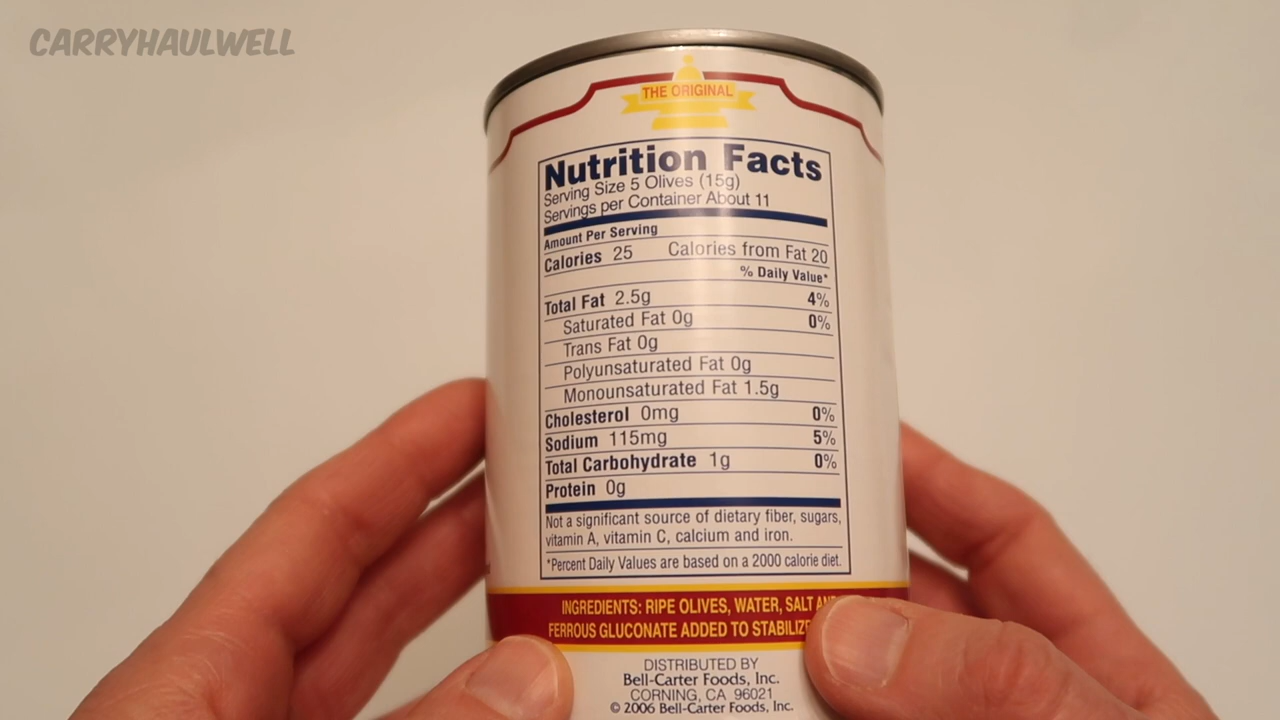 CARRYHAULWELL
THE ORIGINAL
Nutrition Facts
Serving Size 5 Olives (15g)
Servings per Container About 11
Amount Per Serving
Calories 25 Calories from Fat 20
% Daily Value*
Total Fat 2.5g 4%
Saturated Fat 0g 0%
Trans Fat 0g
Polyunsaturated Fat 0g
Monounsaturated Fat 1.5g
Cholesterol 0mg 0%
Sodium 115mg 5%
Total Carbohydrate 1g 0%
Protein 0g
Not a significant source of dietary fiber, sugars,
vitamin A, vitamin C, calcium and iron.
*Percent Daily Values are based on a 2000 calorie diet.
INGREDIENTS: RIPE OLIVES, WATER, SALT
FERROUS GLUCONATE ADDED TO
DISTRIBUTED BY
Bell-Carter Foods, Inc.
CORNING, CA 96021
© 2006 Bell-Carter Foods, Inc.